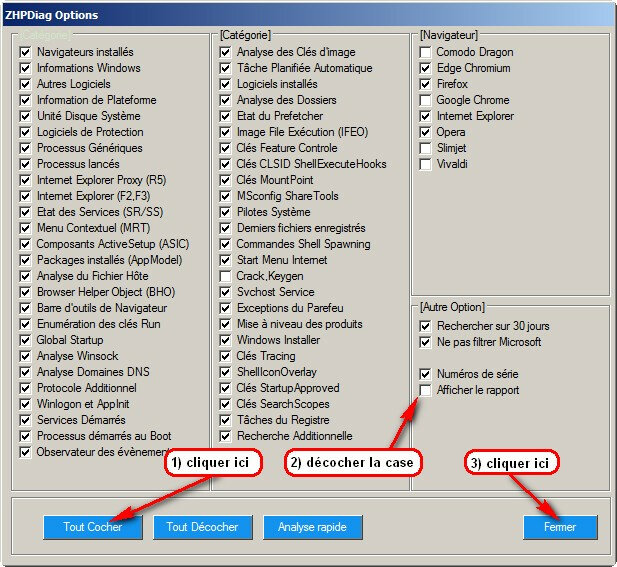 ZHPDiag Options
[Catégorie]
Navigateurs installés
Informations Windows
Autres Logiciels
Information de Plateforme
Unité Disque Système
Logiciels de Protection
Processus Génériques
Processus lancés
Internet Explorer Proxy (R5)
Internet Explorer (F2,F3)
Etat des Services (SR/SS)
Menu Contextuel (MRT)
Composants ActiveSetup (ASIC)
Packages installés (AppModel)
Analyse du Fichier Hôte
Browser Helper Object (BHO)
Barre d'outils de Navigateur
Enumération des clés Run
Global Startup
Analyse Winsock
Analyse Domaines DNS
Protocole Additionnel
Winlogon et AppInit
Services Démarrés
Processus démarrés au Boot
Observateur des évènement
[Catégorie]
Analyse des Clés d'image
Tâche Planifiée Automatique
Logiciels installés
Analyse des Dossiers
Etat du Prefetcher
Image File Exécution (IFEO)
Clés Feature Controle
Clés CLSID ShellExecuteHooks
Clés MountPoint
MSconfig ShareTools
Pilotes Système
Derniers fichiers enregistrés
Commandes Shell Spawning
Start Menu Internet
Crack,Keygen
Svchost Service
Exceptions du Parefeu
Mise à niveau des produits
Windows Installer
Clés Tracing
ShellIconOverlay
Clés StartupApproved
Clés SearchScopes
Tâches du Registre
Recherche Additionnelle
[Navigateur]
Comodo Dragon
Edge Chromium
Firefox
Google Chrome
Internet Explorer
Opera
Slimjet
Vivaldi
[Autre Option]
Rechercher sur 30 jours
Ne pas filtrer Microsoft
Numéros de série
Afficher le rapport
1) cliquer ici
2) décocher la case
3) cliquer ici
Tout Cocher
Tout Décocher
Analyse rapide
Fermer